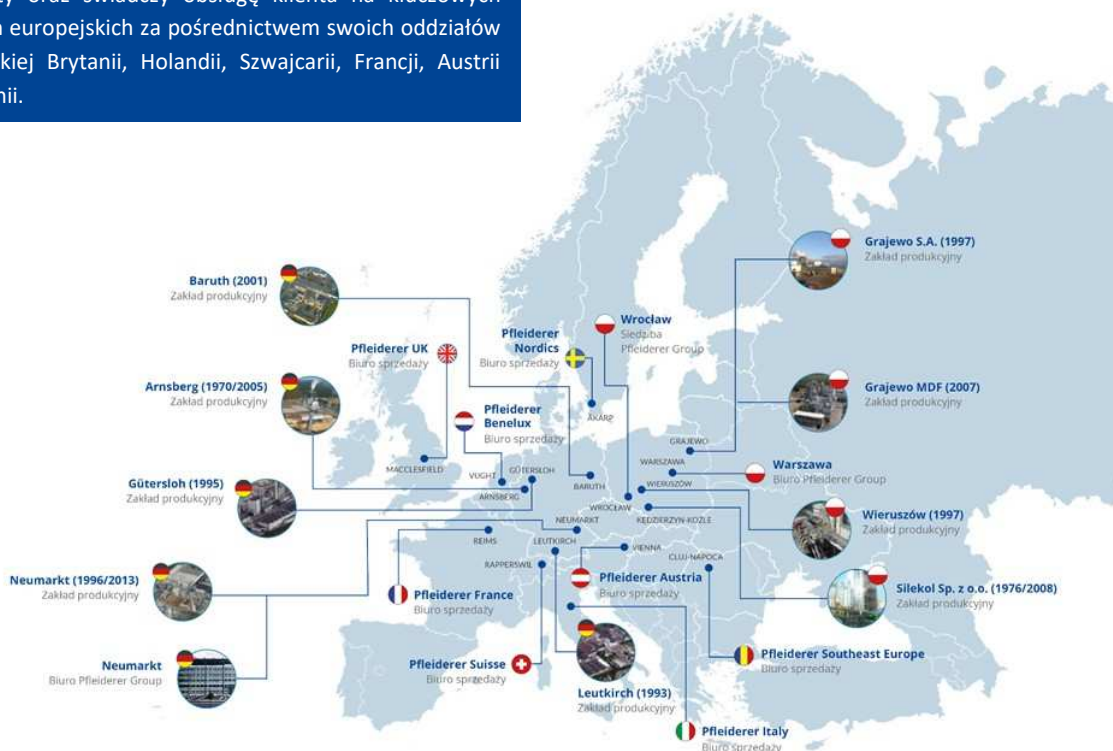 oraz świadczy obsługę klienta na kluczowych
europejskich za pośrednictwem swoich oddziałów
kiej Brytanii, Holandii, Szwajcarii, Francji, Austrii
nii.
Grajewo S.A. (1997)
Zakład produkcyjny
Baruth (2001)
Zakład produkcyjny
Wrocław
Siedziba
Pfleiderer Group
Pfleiderer
Nordics
Biuro sprzedaży
Pfleiderer UK
Biuro sprzedaży
Arnsberg (1970/2005)
Zakład produkcyjny
Grajewo MDF (2007)
Zakład produkcyjny
Pfleiderer
Benelux
Biuro sprzedaży
ÅKARP
GRAJEWO
MACCLESFIELD
VUGHT
GÜTERSLOH
WARSZAWA
Warszawa
Biuro Pfleiderer Group
Gütersloh (1995)
Zakład produkcyjny
ARNSBERG
BARUTH
WIERUSZÓW
WROCŁAW
KĘDZIERZYN-KOŹLE
Wieruszów (1997)
Zakład produkcyjny
NEUMARKT
REIMS
LEUTKIRCH
VIENNA
CLUJ-NAPOCA
RAPPERSWIL
Neumarkt (1996/2013)
Zakład produkcyjny
Pfleiderer France
Biuro sprzedaży
Pfleiderer Austria
Biuro sprzedaży
Silekol Sp. z o.o. (1976/2008)
Zakład produkcyjny
Neumarkt
Biuro Pfleiderer Group
Pfleiderer Suisse
Biuro sprzedaży
Pfleiderer Southeast Europe
Biuro sprzedaży
Leutkirch (1993)
Zakład produkcyjny
Pfleiderer Italy
Biuro sprzedaży